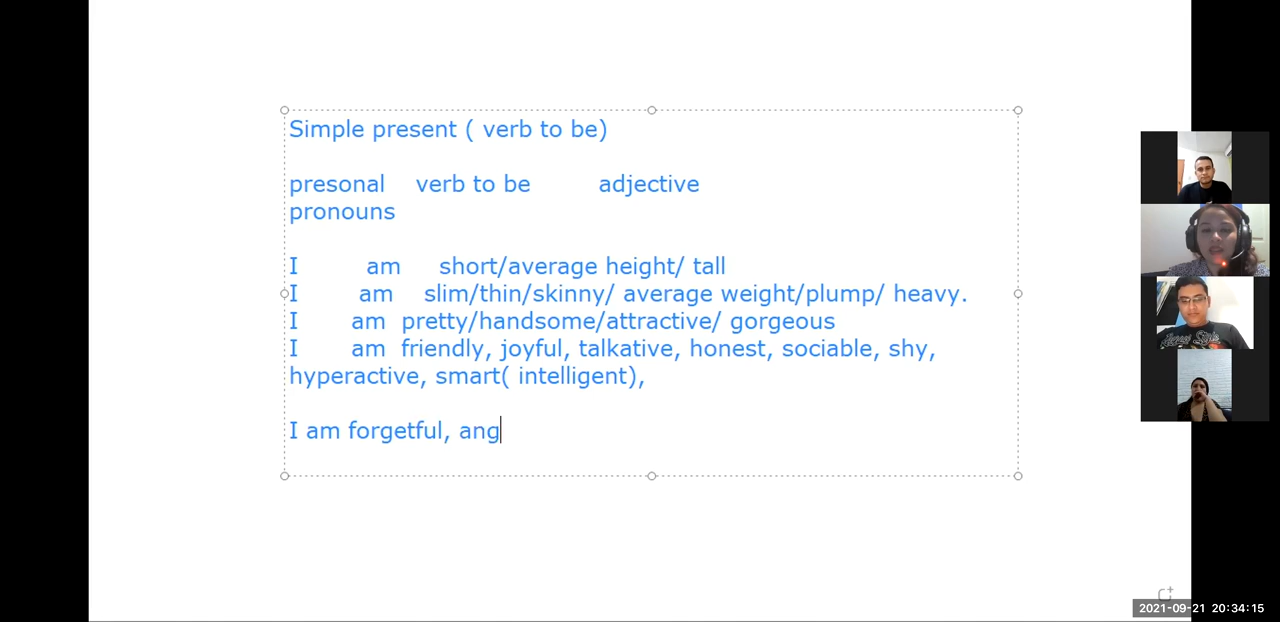 Simple present ( verb to be)
presonal verb to be adjective
pronouns
I am short/average height/ tall
I am slim/thin/skinny/ average weight/plump/ heavy.
I am pretty/handsome/attractive/ gorgeous
I am friendly, joyful, talkative, honest, sociable, shy,
hyperactive, smart( intelligent),
I am forgetful, ang
2021-09-21 20:34:15